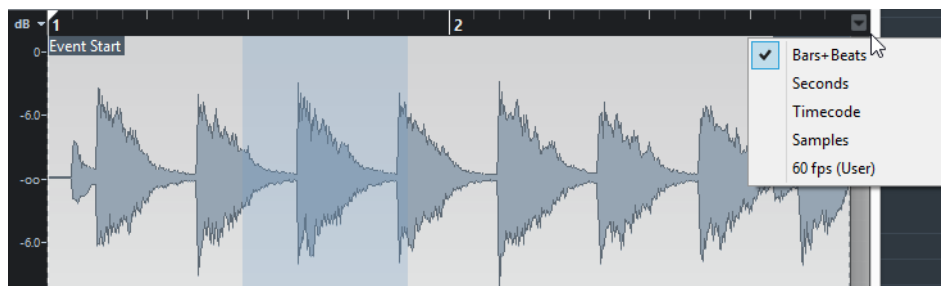 dB 1 2
Event Start
0-
Bars+Beats
Seconds
-6.0-
Timecode
Samples
60 fps (User)
-oo-
-6.0-